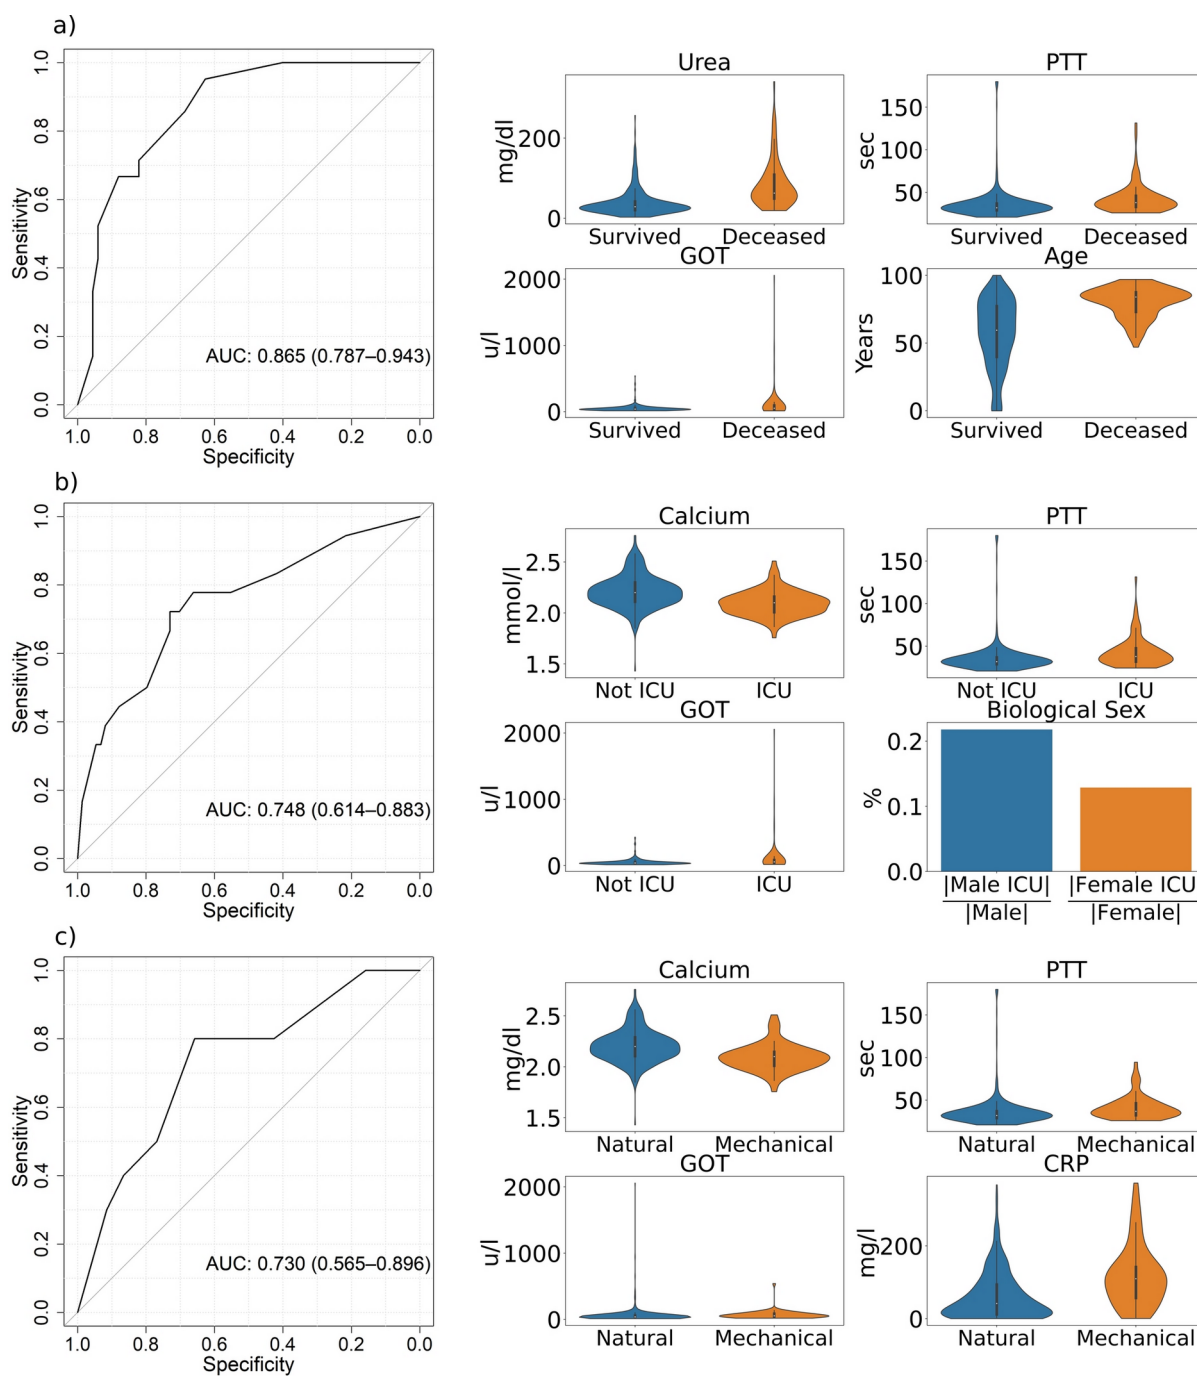 a)
Sensitivity
1.0
0.8
0.6
0.4
0.2
0.0
AUC: 0.865 (0.787–0.943)
1.0 0.8 0.6 0.4 0.2 0.0
Specificity
Urea
mg/dl
200
0
Survived Deceased
PTT
sec
150
100
50
Survived Deceased
GOT
u/l
2000
1000
0
Survived Deceased
Age
Years
100
50
0
Survived Deceased
b)
Sensitivity
1.0
0.8
0.6
0.4
0.2
0.0
AUC: 0.748 (0.614–0.883)
1.0 0.8 0.6 0.4 0.2 0.0
Specificity
Calcium
mmol/l
2.5
2.0
1.5
Not ICU ICU
PTT
sec
150
100
50
Not ICU ICU
GOT
u/l
2000
1000
0
Not ICU ICU
Biological Sex
%
0.2
0.1
0.0
|Male ICU| |Female ICU|
|Male| |Female|
c)
Sensitivity
1.0
0.8
0.6
0.4
0.2
0.0
AUC: 0.730 (0.565–0.896)
1.0 0.8 0.6 0.4 0.2 0.0
Specificity
Calcium
mg/dl
2.5
2.0
1.5
Natural Mechanical
PTT
sec
150
100
50
Natural Mechanical
GOT
u/l
2000
1000
0
Natural Mechanical
CRP
mg/l
200
0
Natural Mechanical